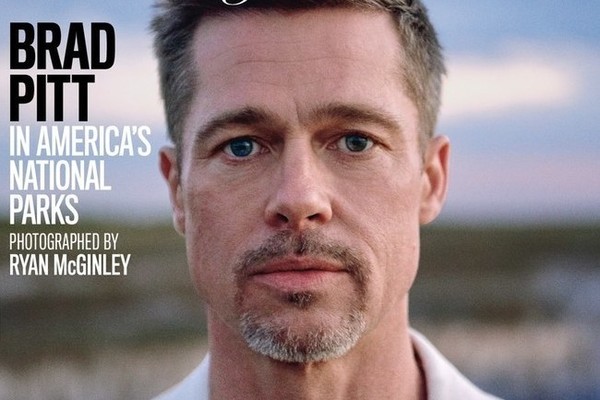 BRAD
PITT
IN AMERICA'S
NATIONAL
PARKS
PHOTOGRAPHED BY
RYAN McGINLEY